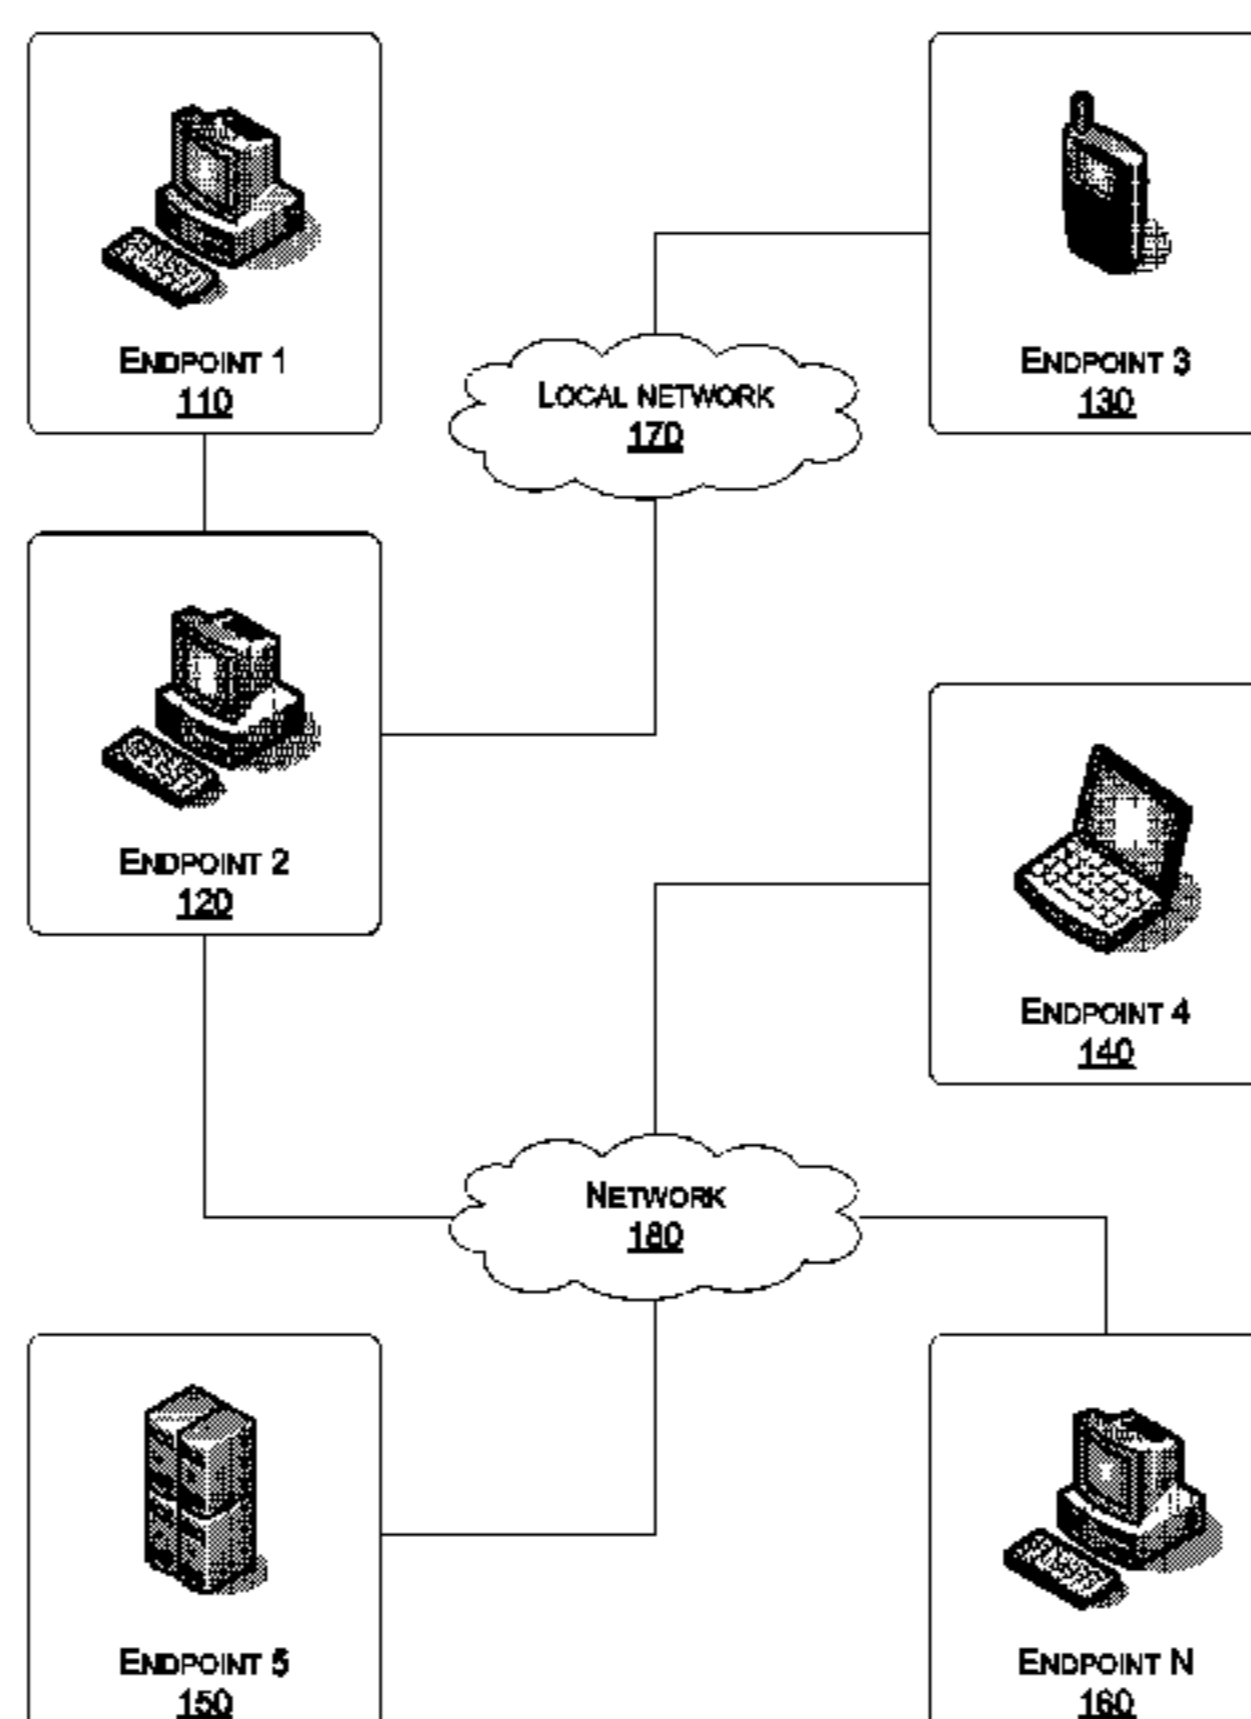 ENDPOINT 1
110
ENDPOINT 3
130
LOCAL NETWORK
170
ENDPOINT 2
120
ENDPOINT 4
140
NETWORK
180
ENDPOINT 5
150
ENDPOINT N
160